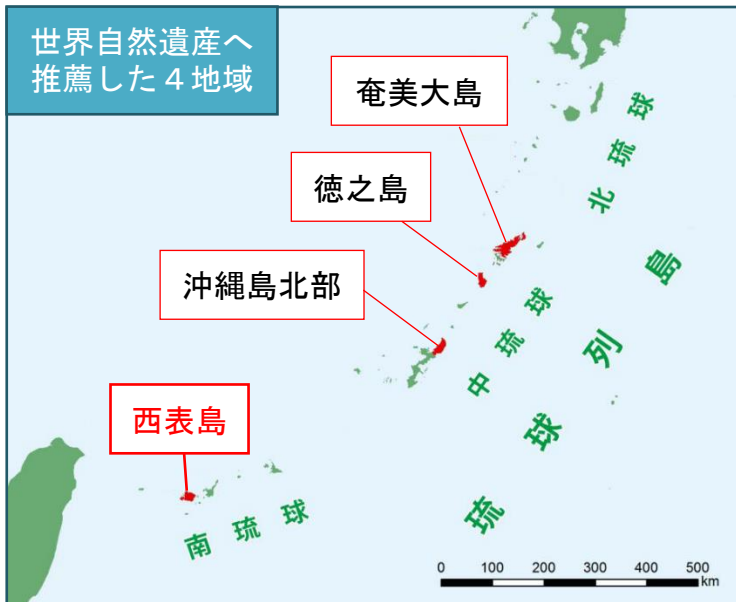 世界自然遺産へ
推薦した４地域
奄美大島
徳之島
沖縄島北部
西表島
北琉球
中琉球
南琉球
琉球列島
0 100 200 300 400 500
km